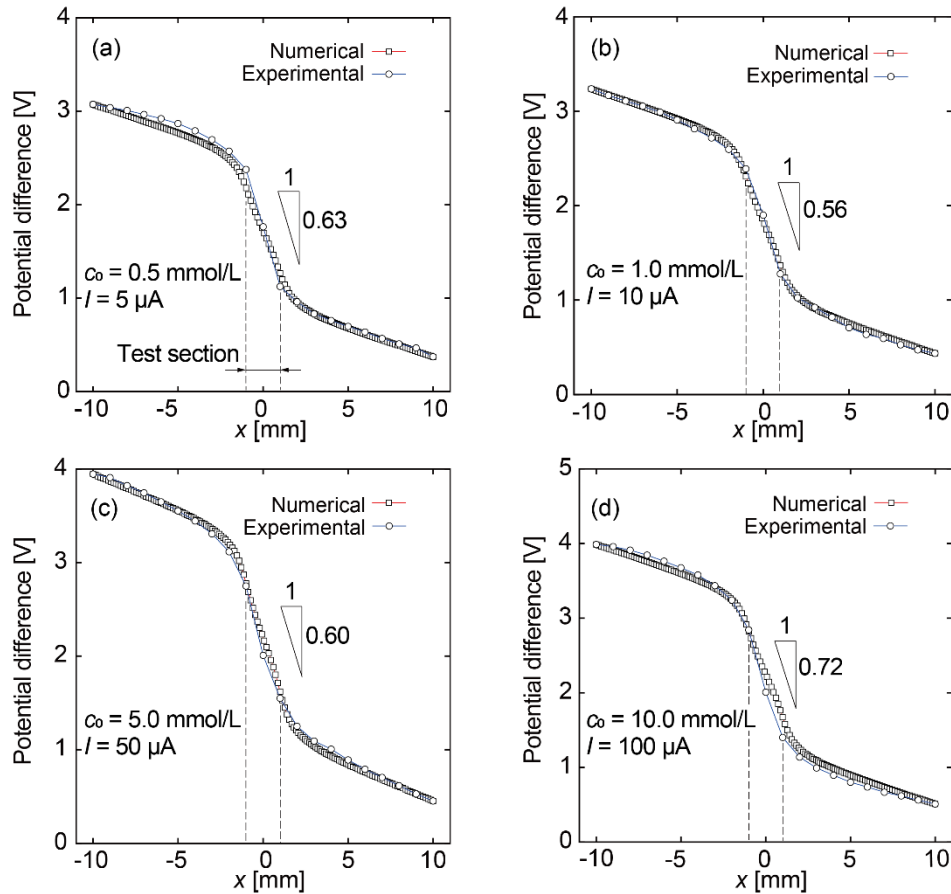 (a)
Numerical
Experimental
Potential difference [V]
4
3
2
1
0
1
0.63
c₀ = 0.5 mmol/L
I = 5 µA
Test section
-10 -5 0 5 10
x [mm]
(b)
Numerical
Experimental
Potential difference [V]
4
3
2
1
0
1
0.56
c₀ = 1.0 mmol/L
I = 10 µA
-10 -5 0 5 10
x [mm]
(c)
Numerical
Experimental
Potential difference [V]
4
3
2
1
0
1
0.60
c₀ = 5.0 mmol/L
I = 50 µA
-10 -5 0 5 10
x [mm]
(d)
Numerical
Experimental
Potential difference [V]
5
4
3
2
1
0
1
0.72
c₀ = 10.0 mmol/L
I = 100 µA
-10 -5 0 5 10
x [mm]